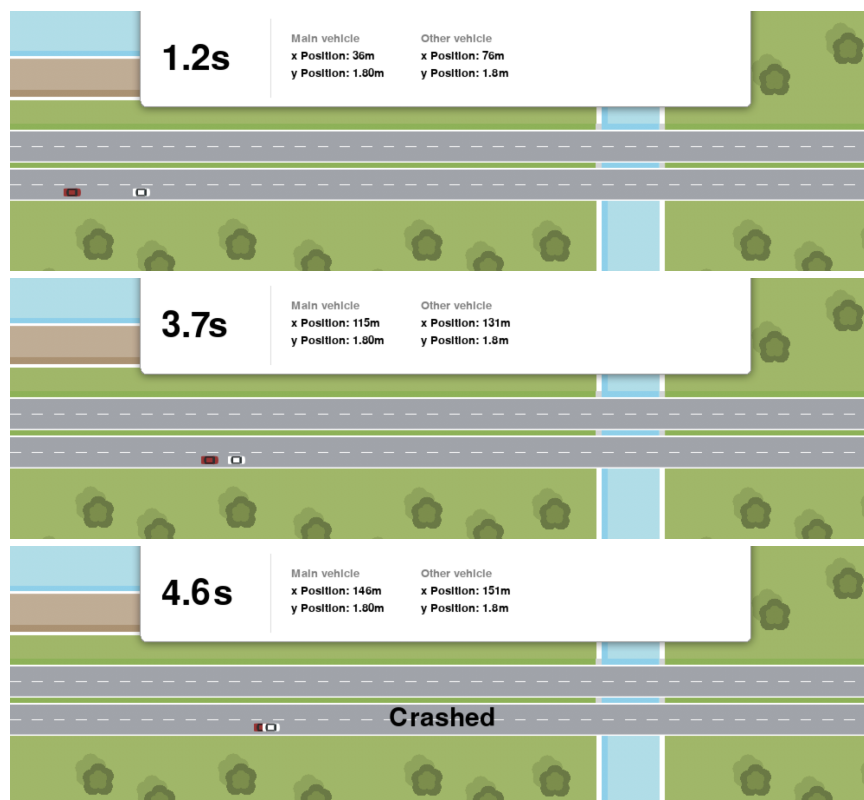 1.2s
Main vehicle
x Position: 36m
y Position: 1.80m
Other vehicle
x Position: 76m
y Position: 1.8m
3.7s
Main vehicle
x Position: 115m
y Position: 1.80m
Other vehicle
x Position: 131m
y Position: 1.8m
4.6s
Main vehicle
x Position: 146m
y Position: 1.80m
Other vehicle
x Position: 151m
y Position: 1.8m
Crashed